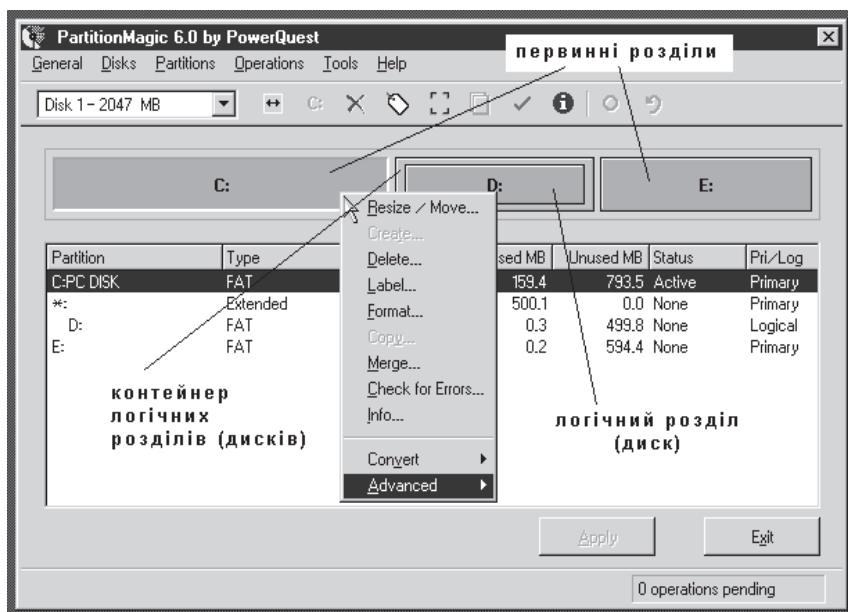 PartitionMagic 6.0 by PowerQuest
первинні розділи
General Disks Partitions Operations Tools Help
Disk 1 – 2047 MB
C:
C: D: E:
Partition Type sed MB Unused MB Status Pri/Log
C:PC DISK FAT 159.4 793.5 Active Primary
*: Extended 500.1 0.0 None Primary
D: FAT 0.3 499.8 None Logical
E: FAT 0.2 594.4 None Primary
Resize / Move...
Create...
Delete...
Label...
Format...
Copy...
Merge...
Check for Errors...
Info...
Convert
Advanced
контейнер
логічних
розділів (дисків)
логічний розділ
(диск)
Apply Exit
0 operations pending